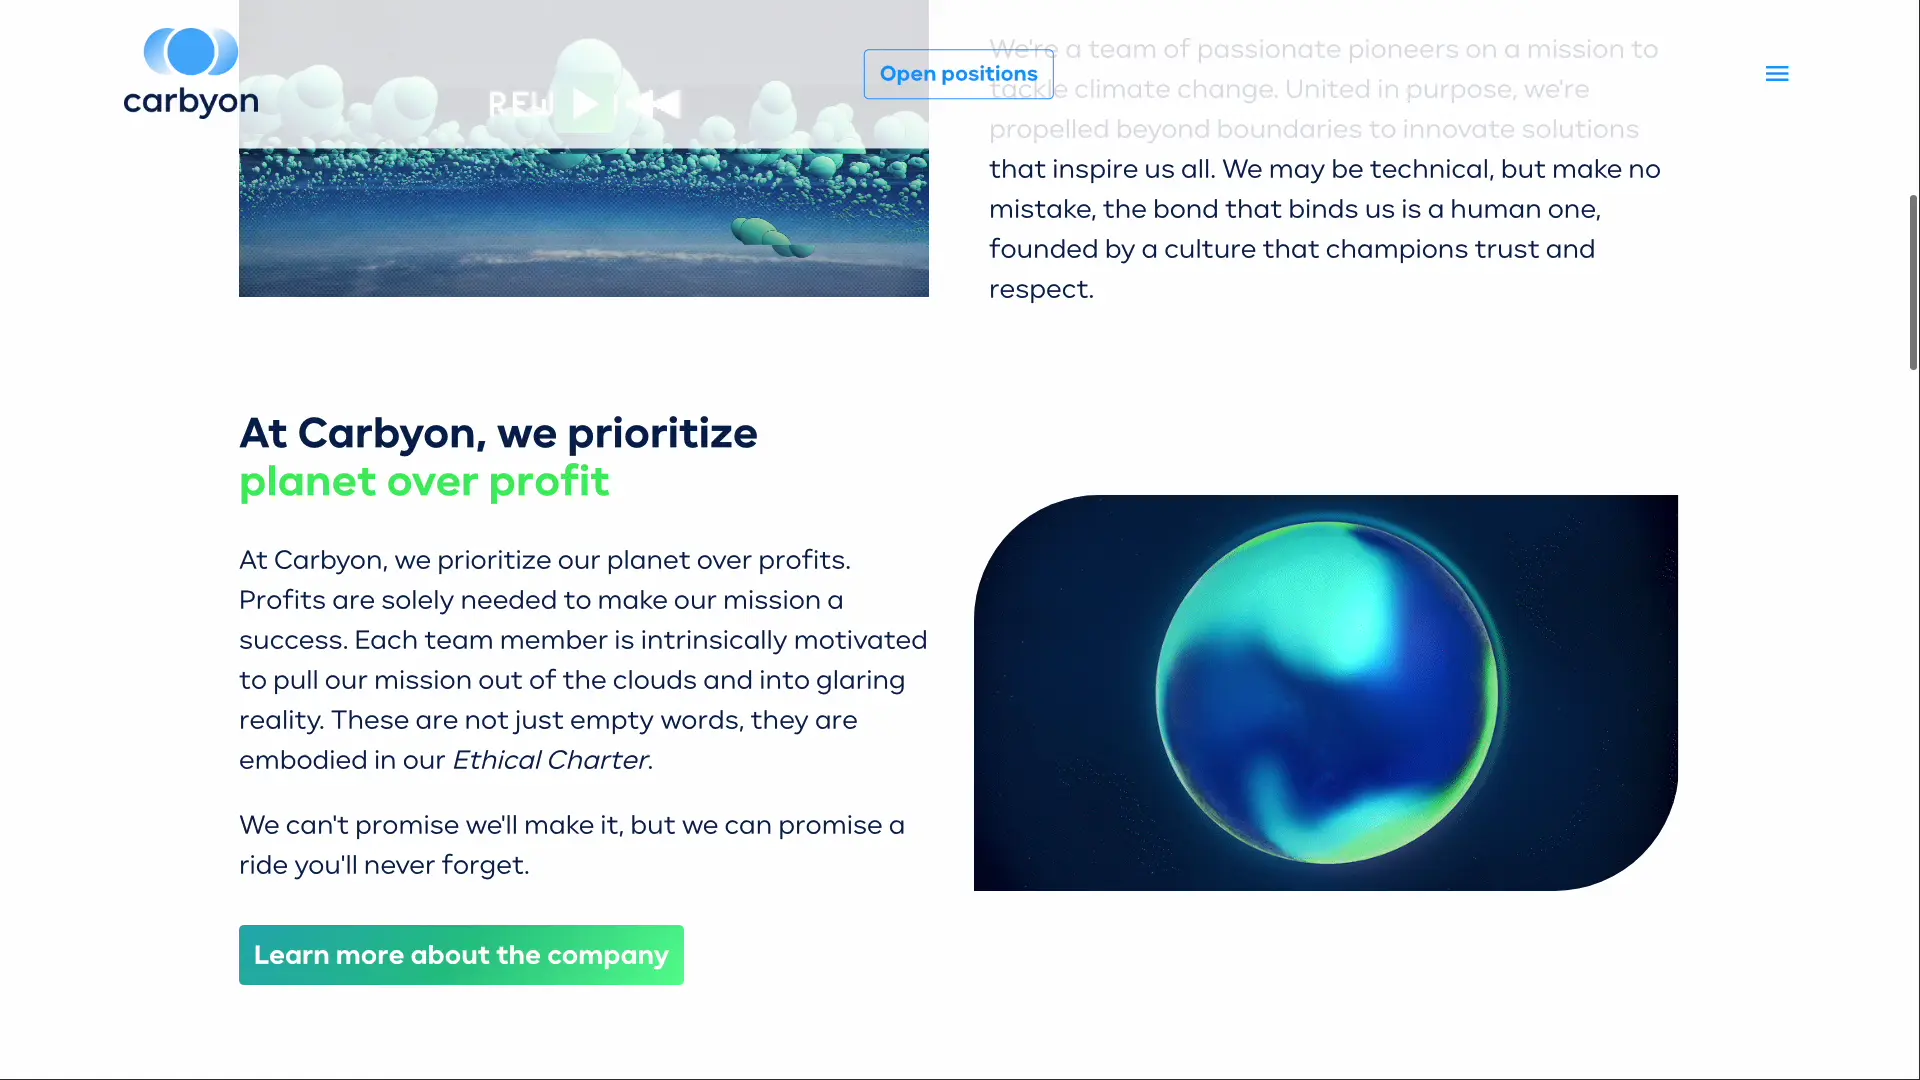 carbyon
REW
Open positions
We're a team of passionate pioneers on a mission to
tackle climate change. United in purpose, we're
propelled beyond boundaries to innovate solutions
that inspire us all. We may be technical, but make no
mistake, the bond that binds us is a human one,
founded by a culture that champions trust and
respect.
At Carbyon, we prioritize
planet over profit
At Carbyon, we prioritize our planet over profits.
Profits are solely needed to make our mission a
success. Each team member is intrinsically motivated
to pull our mission out of the clouds and into glaring
reality. These are not just empty words, they are
embodied in our Ethical Charter.
We can't promise we'll make it, but we can promise a
ride you'll never forget.
Learn more about the company